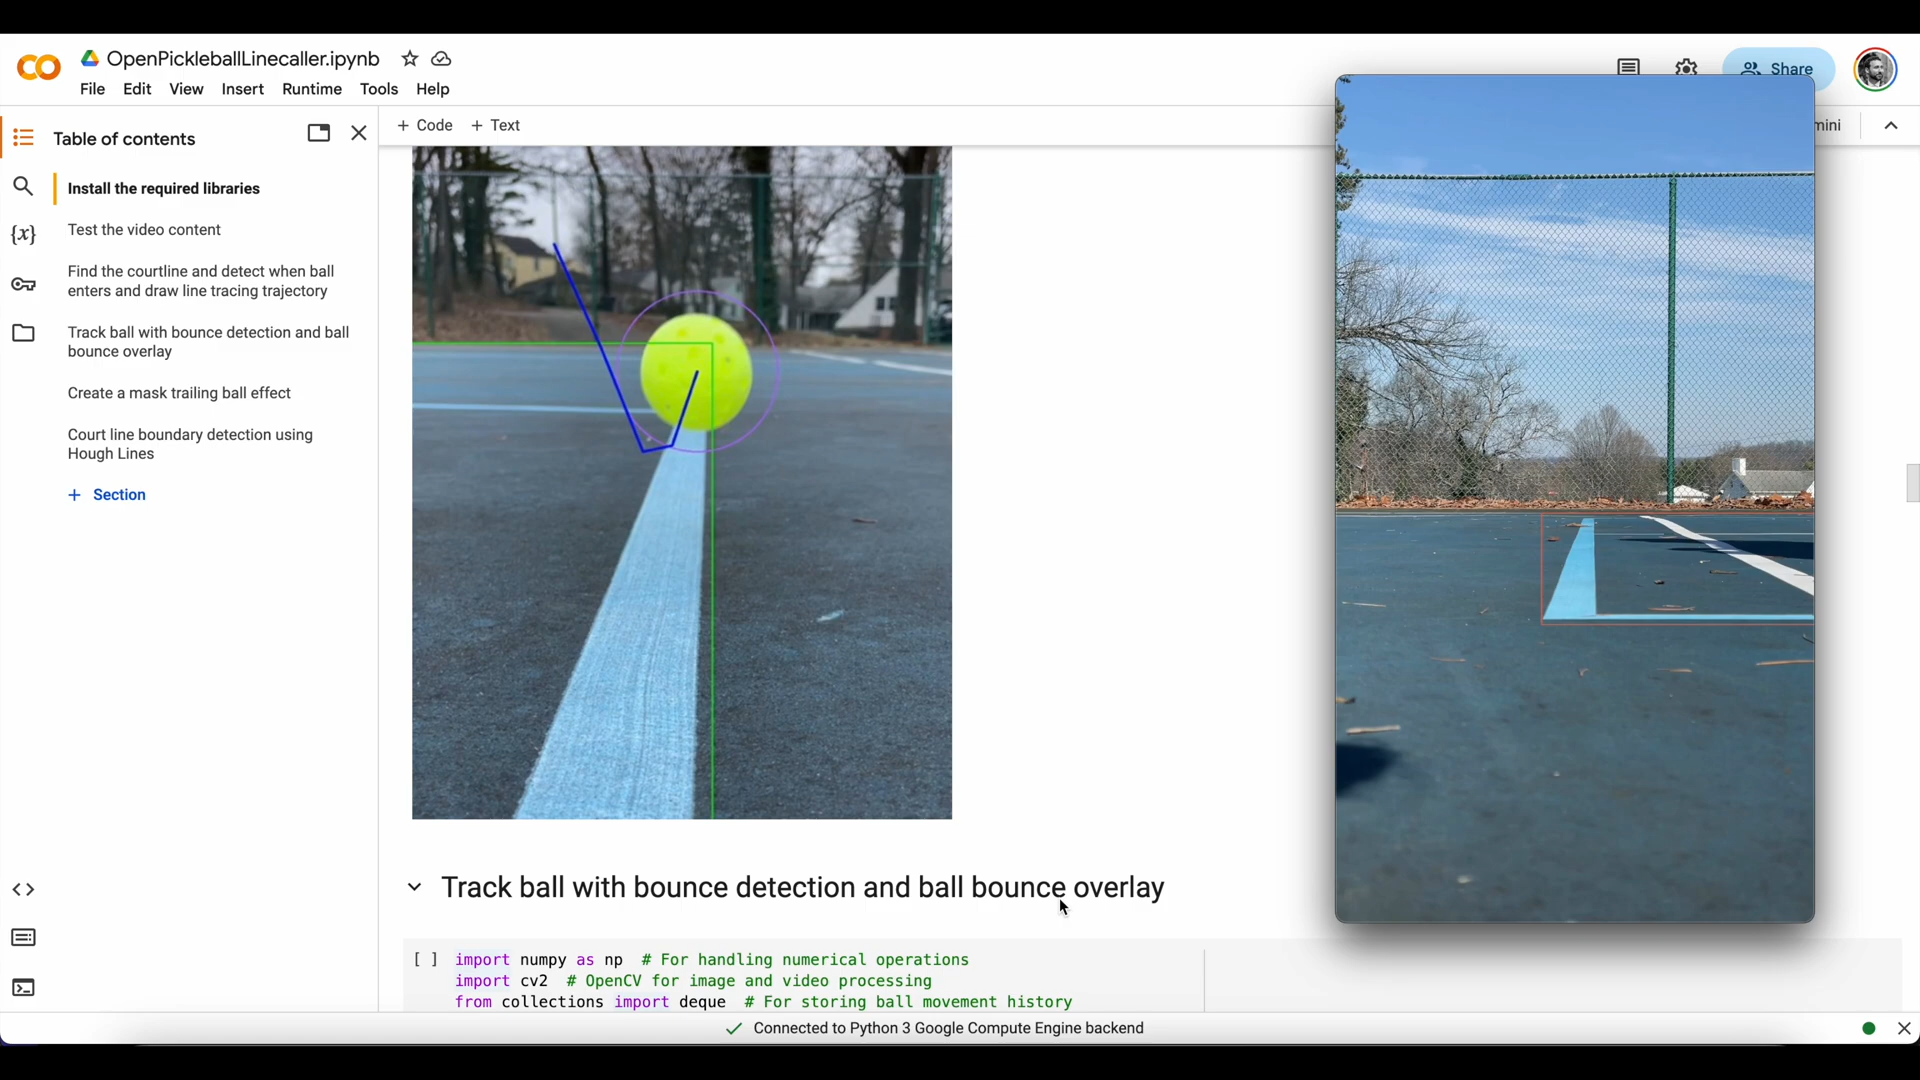 OpenPickleballLinecaller.ipynb
File Edit View Insert Runtime Tools Help
Share
Table of contents
+ Code + Text
mini
Install the required libraries
Test the video content
Find the courtline and detect when ball
enters and draw line tracing trajectory
Track ball with bounce detection and ball
bounce overlay
Create a mask trailing ball effect
Court line boundary detection using
Hough Lines
+ Section
Track ball with bounce detection and ball bounce overlay
[ ] import numpy as np # For handling numerical operations
import cv2 # OpenCV for image and video processing
from collections import deque # For storing ball movement history
Connected to Python 3 Google Compute Engine backend